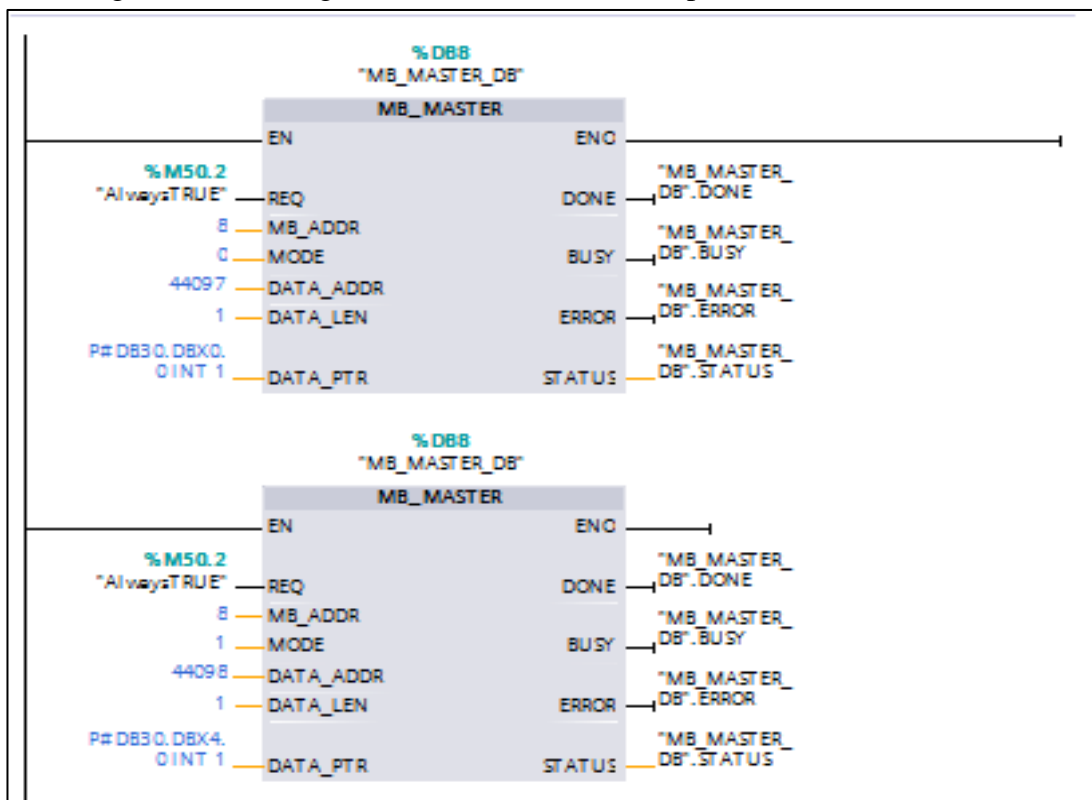 %DB8
"MB_MASTER_DB"
MB_MASTER
EN ENO
%M50.2
"AlwaysTRUE" REQ
"MB_MASTER_
DONE DB".DONE
8 MB_ADDR
"MB_MASTER_
0 MODE BUSY DB".BUSY
44097 DATA_ADDR
"MB_MASTER_
1 DATA_LEN ERROR DB".ERROR
P#DB30.DBX0.
0 INT 1 DATA_PTR
"MB_MASTER_
STATUS DB".STATUS
%DB8
"MB_MASTER_DB"
MB_MASTER
EN ENO
%M50.2
"AlwaysTRUE" REQ
"MB_MASTER_
DONE DB".DONE
8 MB_ADDR
"MB_MASTER_
1 MODE BUSY DB".BUSY
44098 DATA_ADDR
"MB_MASTER_
1 DATA_LEN ERROR DB".ERROR
P#DB30.DBX4.
0 INT 1 DATA_PTR
"MB_MASTER_
STATUS DB".STATUS